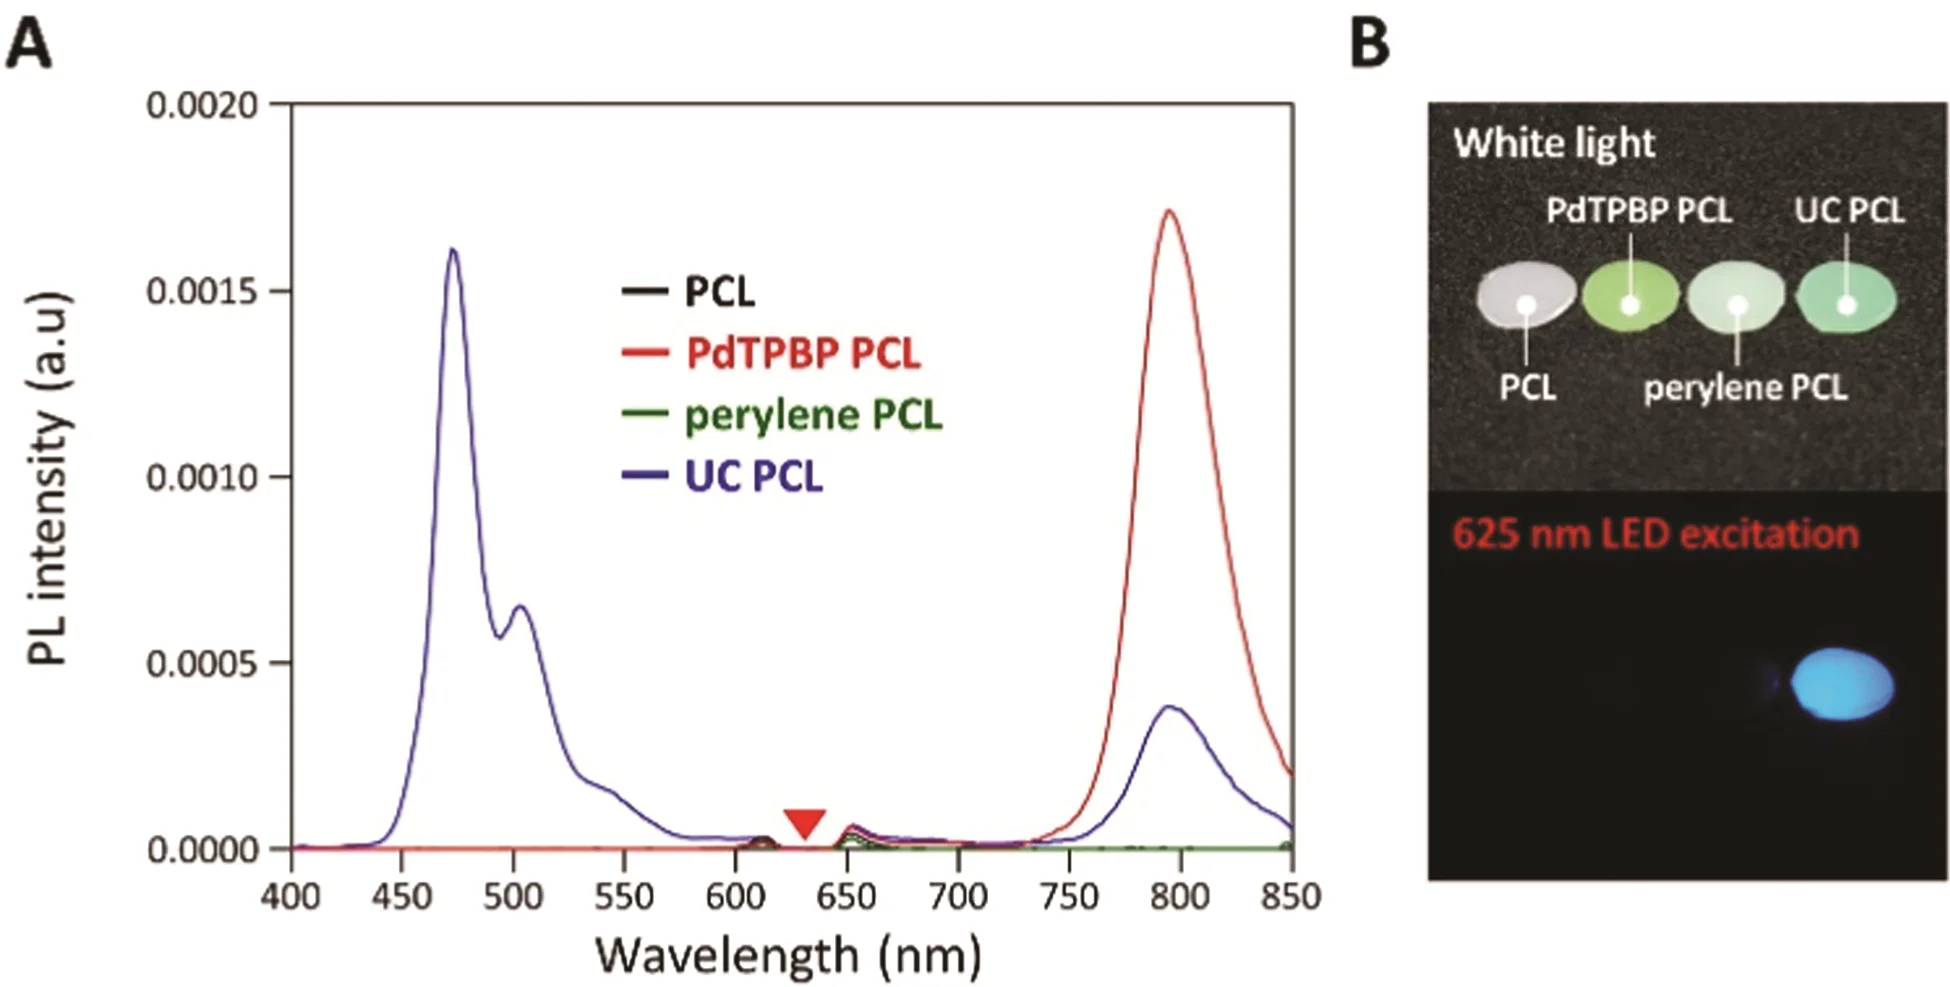 A
0.0020
0.0015
0.0010
0.0005
0.0000
PL intensity (a.u)
PCL
PdTPBP PCL
perylene PCL
UC PCL
400 450 500 550 600 650 700 750 800 850
Wavelength (nm)
B
White light
PdTPBP PCL UC PCL
PCL perylene PCL
625 nm LED excitation